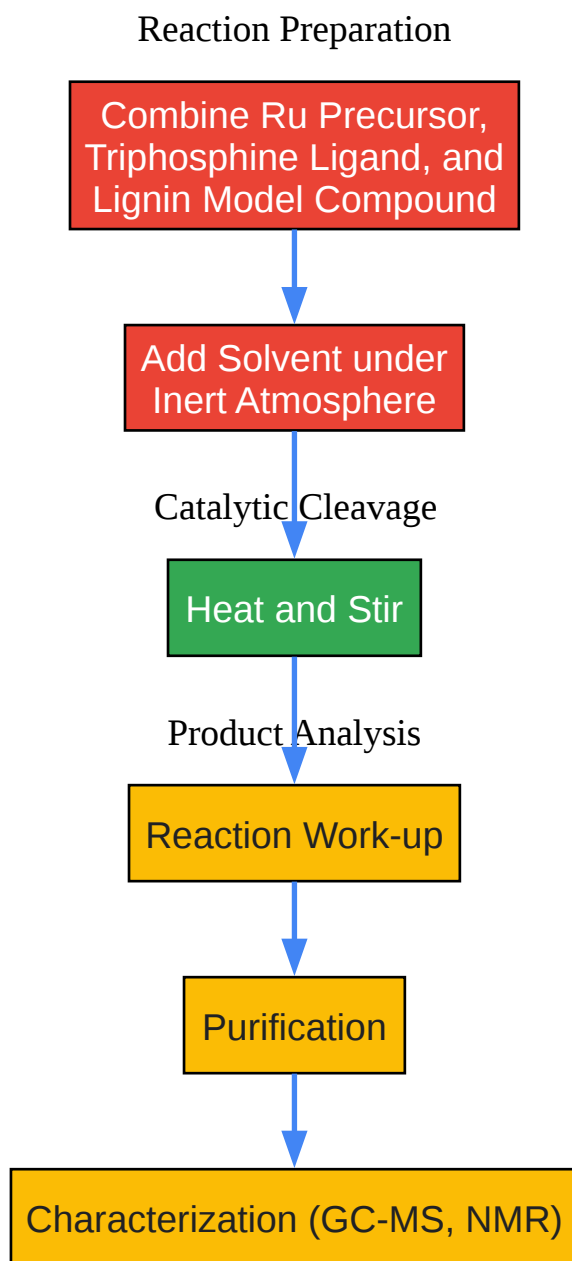 Reaction Preparation
Combine Ru Precursor,
Triphosphine Ligand, and
Lignin Model Compound
Add Solvent under
Inert Atmosphere
Catalytic Cleavage
Heat and Stir
Product Analysis
Reaction Work-up
Purification
Characterization (GC-MS, NMR)